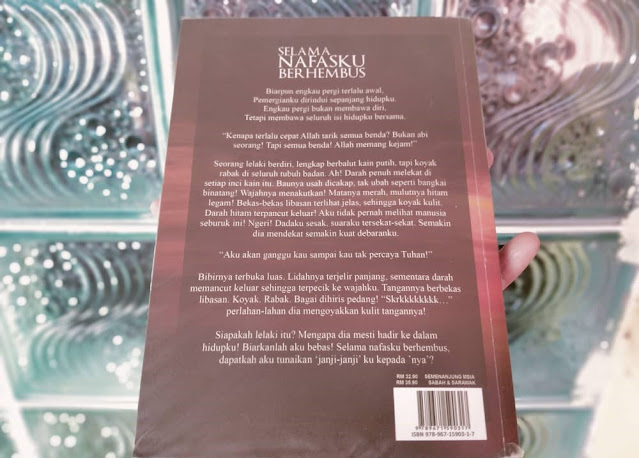 SELAMA
NAFASKU
BERHEMBUS
Biarpun engkau pergi terlalu awal,
Pemergianku dirindui sepanjang hidupku.
Engkau pergi bukan membawa diri,
Tetapi membawa seluruh isi hidupku bersama.
"Kenapa terlalu cepat Allah tarik semua benda? Bukan abi
seorang! Tapi semua benda! Allah memang kejam!"
Seorang lelaki berdiri, lengkap berbalut kain putih, tapi koyak
rabak di seluruh tubuh badan. Ah! Darah penuh melekat di
setiap inci kain itu. Baunya usah dicakap, tak ubah seperti bangkai
binatang! Wajahnya menakutkan! Matanya merah, mulutnya hitam
legam! Bekas-bekas libasan terlihat jelas, sehingga koyak kulit.
Darah hitam terpancut keluar! Aku tidak pernah melihat manusia
seburuk ini! Ngeri! Dadaku sesak, suaraku tersekat-sekat. Semakin
dia mendekat semakin kuat debaranku.
"Aku akan ganggu kau sampai kau tak percaya Tuhan!"
Bibirnya terbuka luas. Lidahnya terjelir panjang, sementara darah
memancut keluar sehingga terpecik ke wajahku. Tangannya berbekas
libasan. Koyak. Rabak. Bagai dihiris pedang! "Skrkkkkkkkk…"
perlahan-lahan dia mengoyakkan kulit tangannya!
Siapakah lelaki itu? Mengapa dia mesti hadir ke dalam
hidupku! Biarkanlah aku bebas! Selama nafasku berhembus,
dapatkah aku tunaikan 'janji-janji' ku kepada `nya'?
RM 32.90 SEMENANJUNG MSIA
RM 35.90 SABAH & SARAWAK
9 789671 590317
ISBN 978-967-15903-1-7